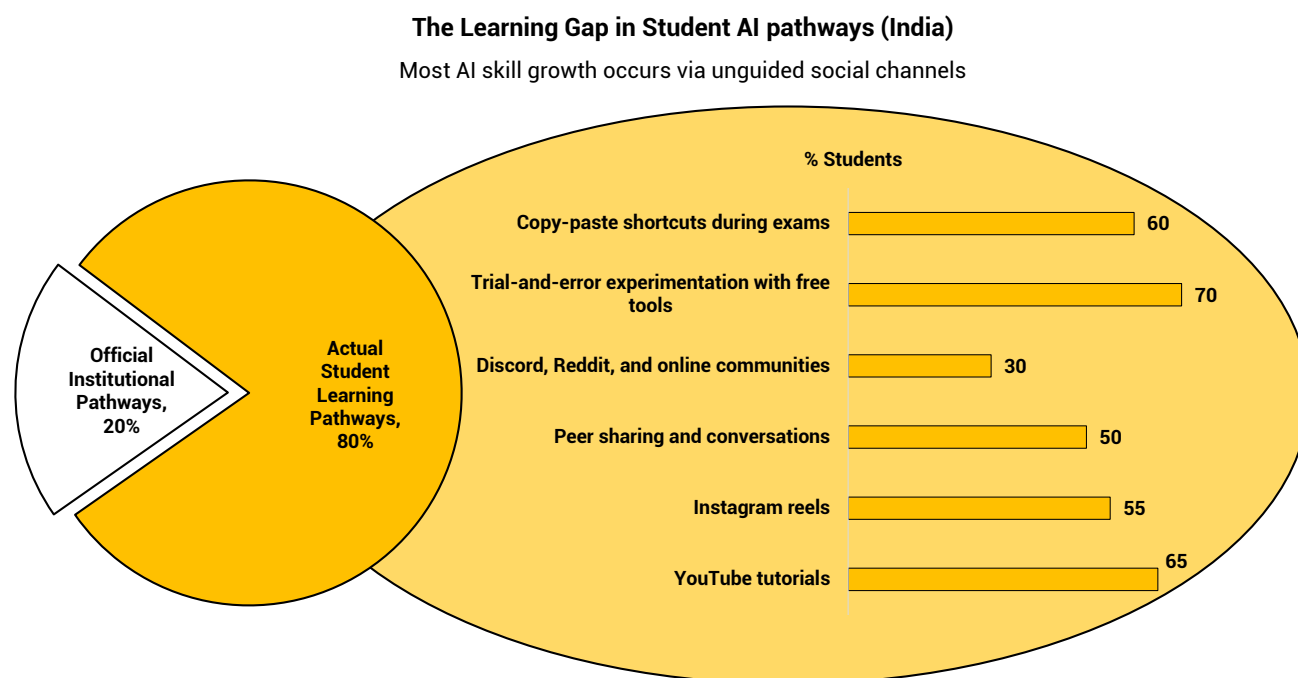 The Learning Gap in Student AI pathways (India)
Most AI skill growth occurs via unguided social channels
Official
Institutional
Pathways,
20%
Actual
Student
Learning
Pathways,
80%
% Students
Copy-paste shortcuts during exams 60
Trial-and-error experimentation with free
tools 70
Discord, Reddit, and online communities 30
Peer sharing and conversations 50
Instagram reels 55
YouTube tutorials 65